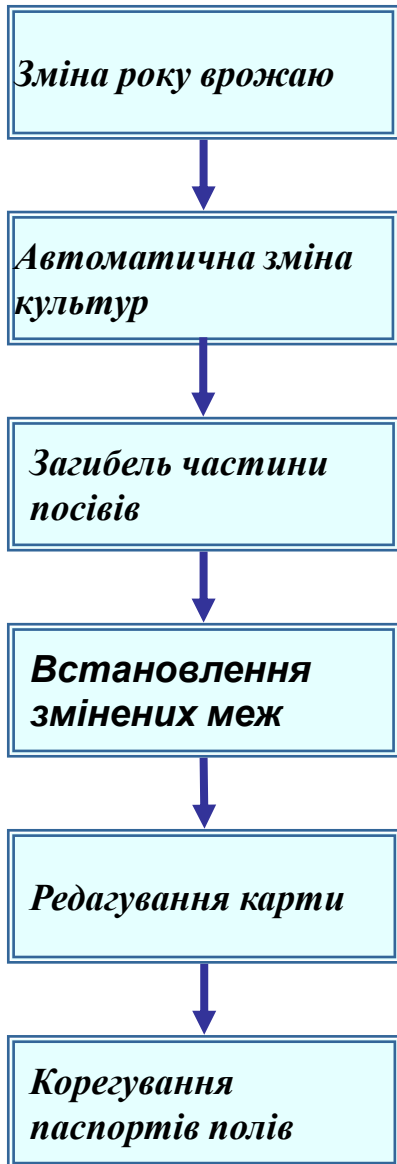 Зміна року врожаю
Автоматична зміна
культур
Загибель частини
посівів
Встановлення
змінених меж
Редагування карти
Корегування
паспортів полів